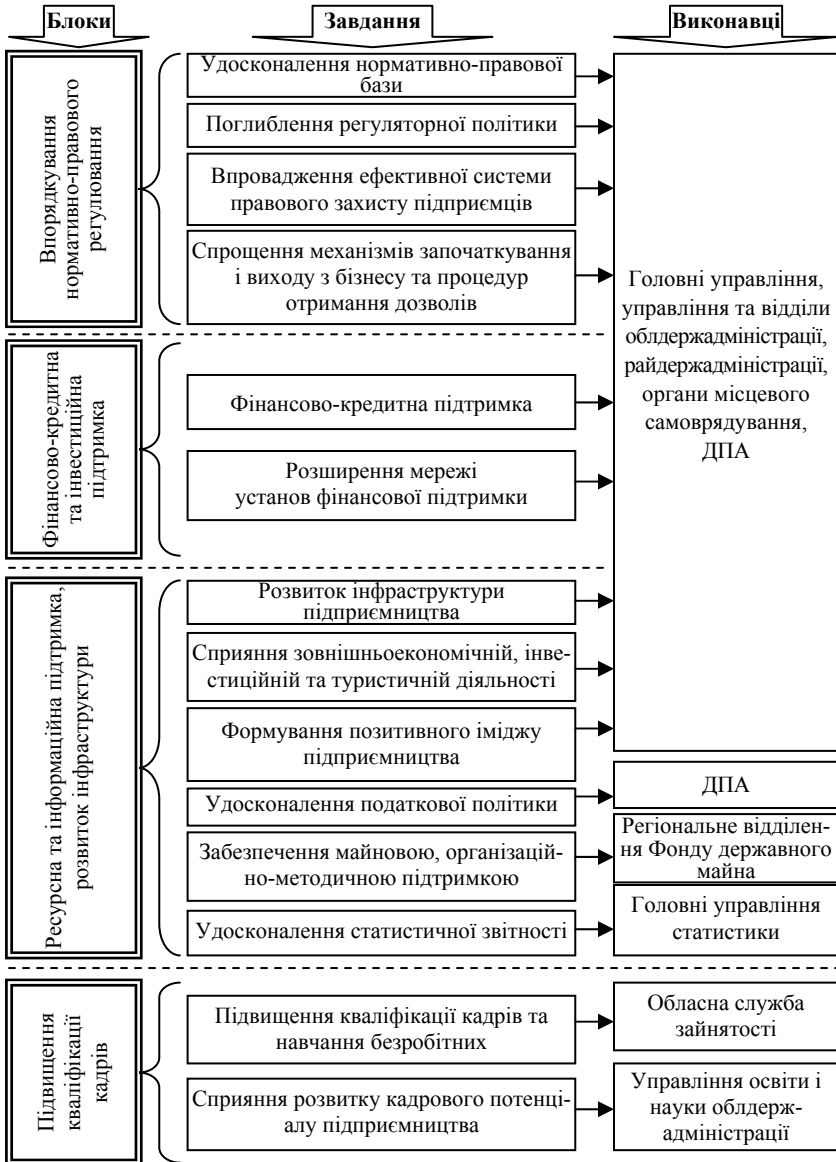 Блоки
Завдання
Виконавці
Впорядкування
нормативно-правового
регулювання
Удосконалення нормативно-правової
бази
Поглиблення регуляторної політики
Впровадження ефективної системи
правового захисту підприємців
Спрощення механізмів започаткування
і виходу з бізнесу та процедур
отримання дозволів
Фінансово-кредитна
та інвестиційна
підтримка
Фінансово-кредитна підтримка
Розширення мережі
установ фінансової підтримки
Головні управління,
управління та відділи
облдержадміністрації,
райдержадміністрації,
органи місцевого
самоврядування,
ДПА
Ресурсна та інформаційна підтримка,
розвиток інфраструктури
Розвиток інфраструктури
підприємництва
Сприяння зовнішньоекономічній, інве-
стиційній та туристичній діяльності
Формування позитивного іміджу
підприємництва
Удосконалення податкової політики
ДПА
Забезпечення майновою, організацій-
но-методичною підтримкою
Регіональне відділен-
ня Фонду державного
майна
Удосконалення статистичної звітності
Головні управління
статистики
Підвищення
кваліфікації
кадрів
Підвищення кваліфікації кадрів та
навчання безробітних
Обласна служба
зайнятості
Сприяння розвитку кадрового потенці-
алу підприємництва
Управління освіти і
науки облдерж-
адміністрації